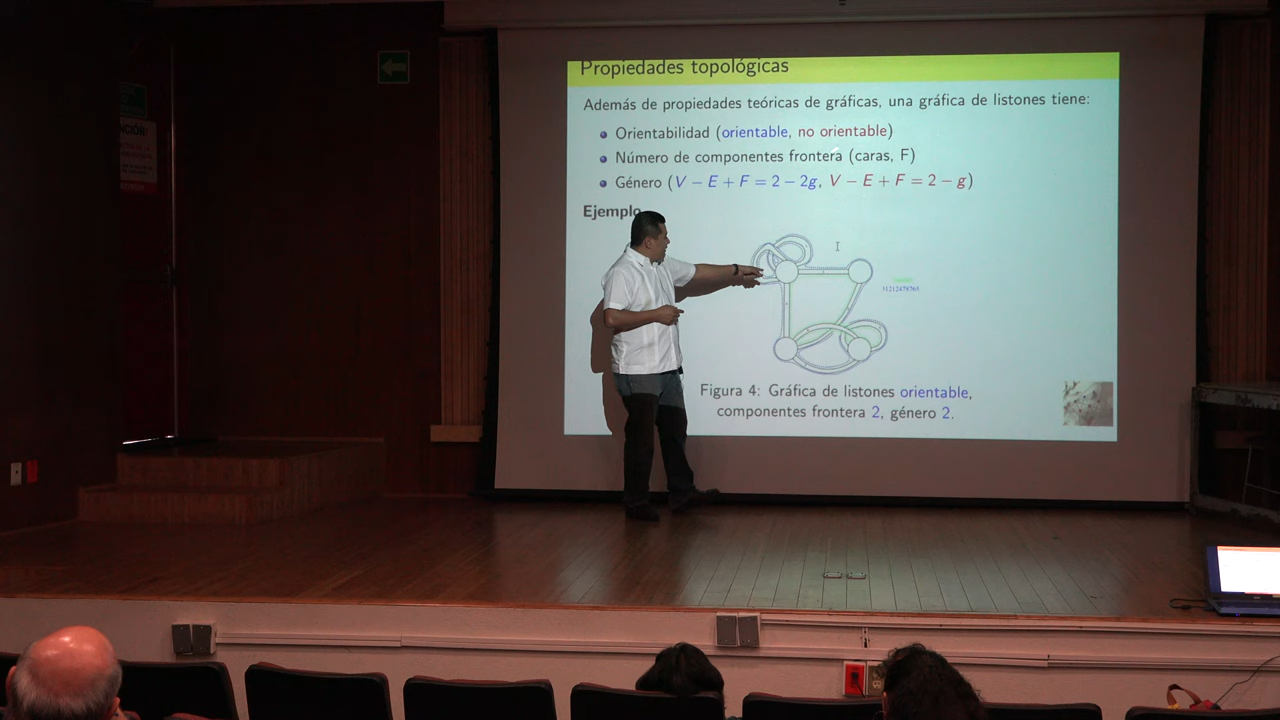 Propiedades topológicas
Además de propiedades teóricas de gráficas, una gráfica de listones tiene:
Orientabilidad (orientable, no orientable)
Número de componentes frontera (caras, F)
Género (V − E + F = 2 − 2g, V − E + F = 2 − g)
Ejemplo
Figura 4: Gráfica de listones orientable,
componentes frontera 2, género 2.